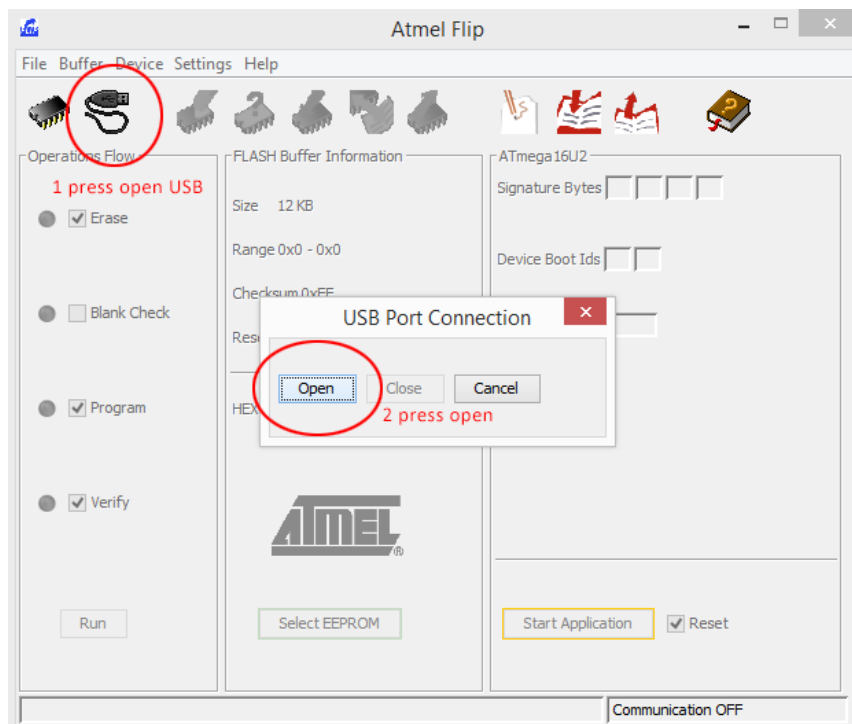 Atmel Flip
File Buffer Device Settings Help
Operations Flow
1 press open USB
Erase
Blank Check
Program
Verify
Run
FLASH Buffer Information
Size 12 KB
Range 0x0 - 0x0
Checksum 0xFF
Res
HEX
ATMEL
®
Select EEPROM
ATmega16U2
Signature Bytes
Device Boot Ids
USB Port Connection
Open Close Cancel
2 press open
Start Application Reset
Communication OFF